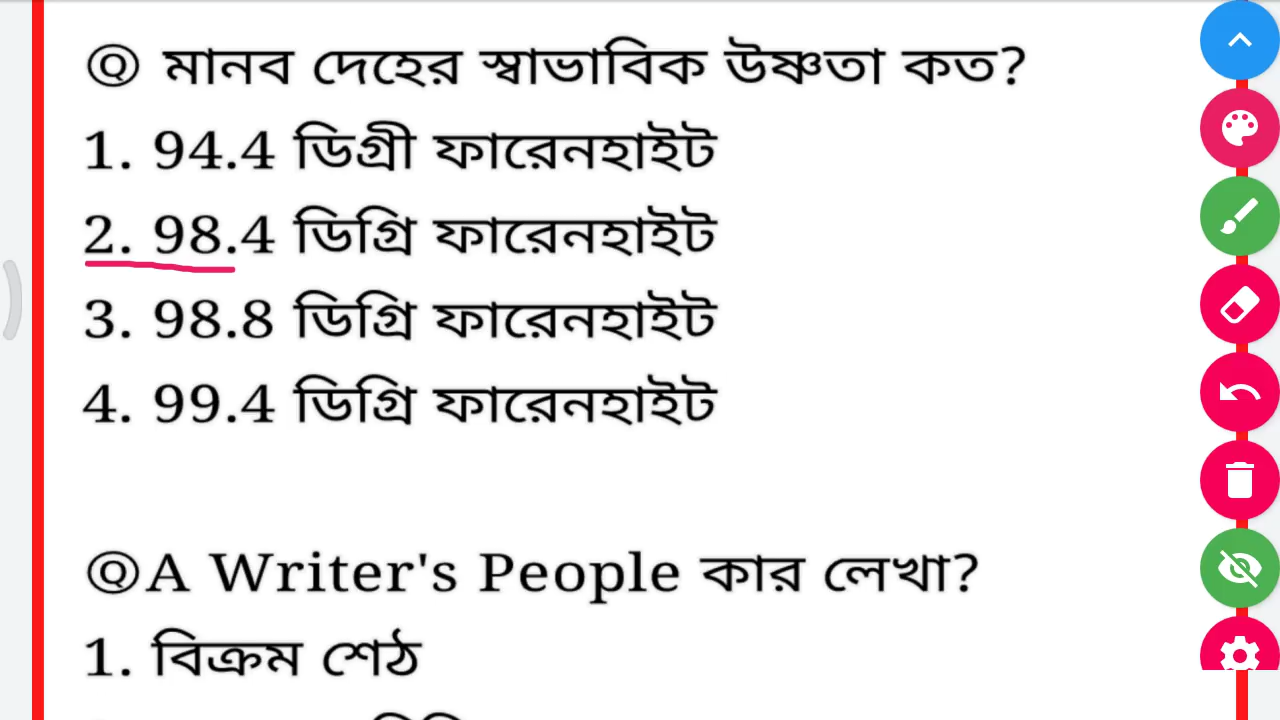 Ⓠ মানব দেহের স্বাভাবিক উষ্ণতা কত?
1. 94.4 ডিগ্রী ফারেনহাইট
2. 98.4 ডিগ্রি ফারেনহাইট
3. 98.8 ডিগ্রি ফারেনহাইট
4. 99.4 ডিগ্রি ফারেনহাইট
ⓆA Writer's People কার লেখা?
1. বিক্রম শেঠ